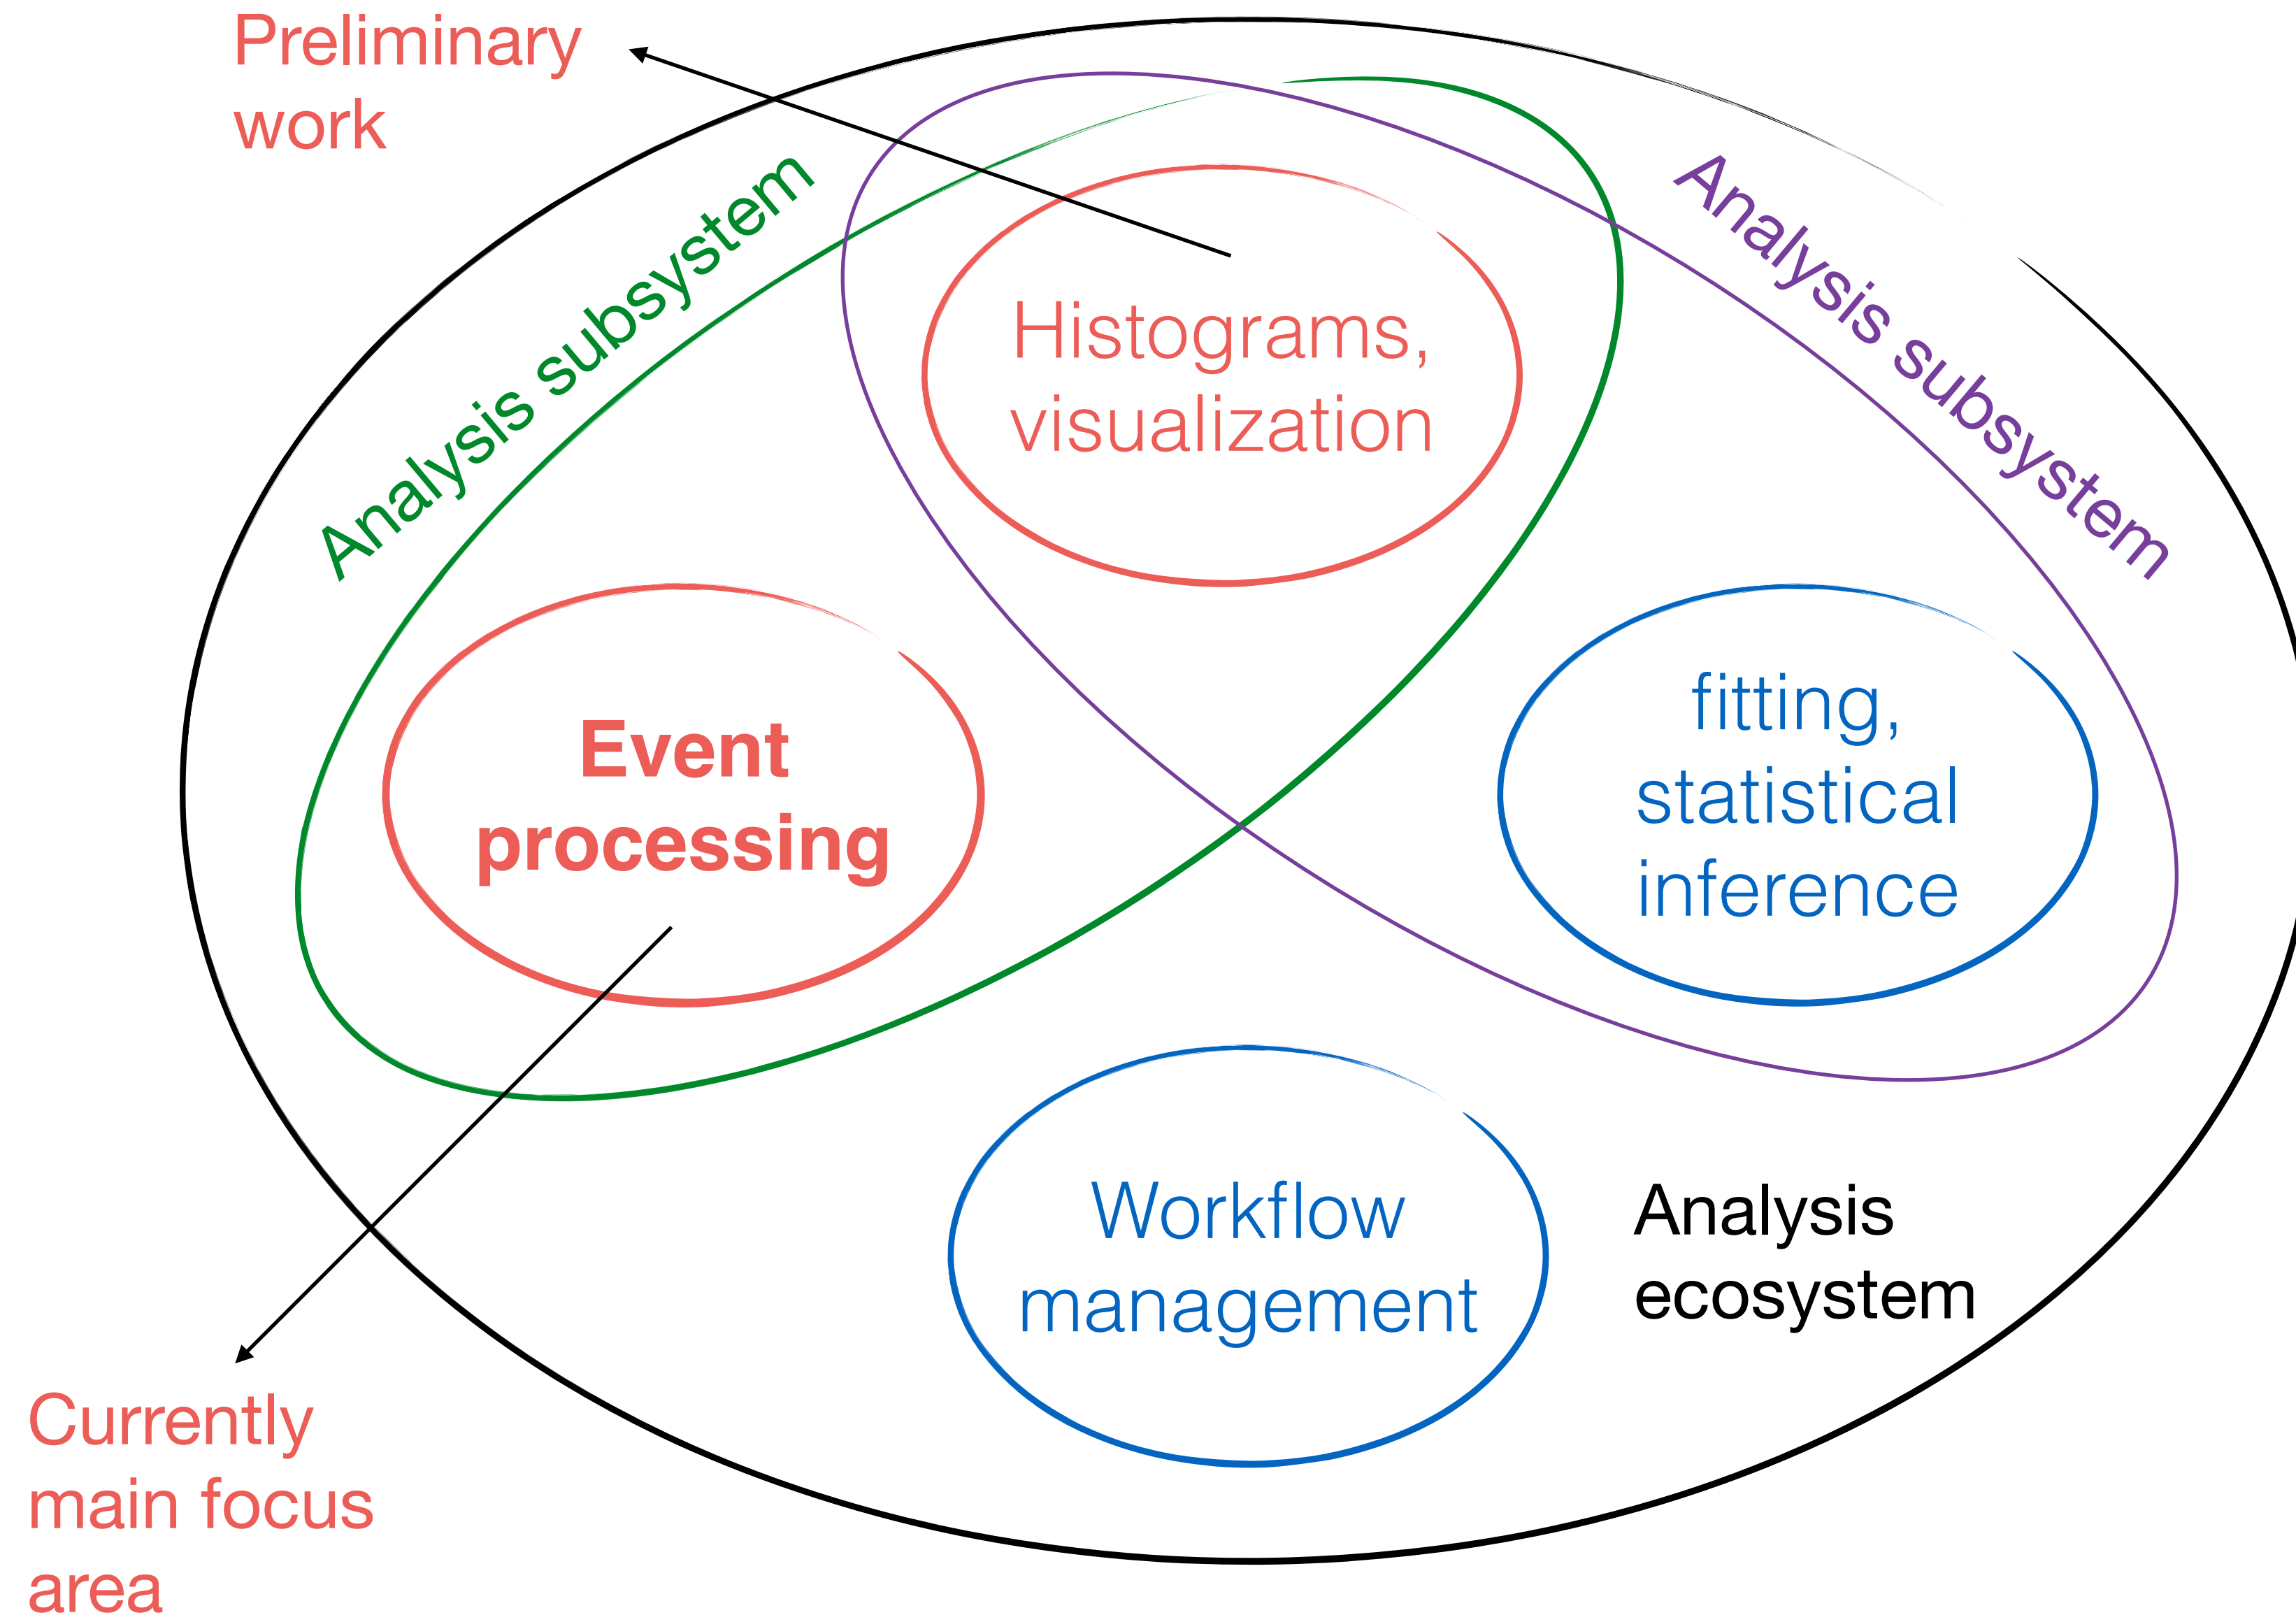 Preliminary
work
Analysis subsystem
Analysis subsystem
Histograms,
visualization
Event
processing
fitting,
statistical
inference
Workflow
management
Analysis
ecosystem
Currently
main focus
area